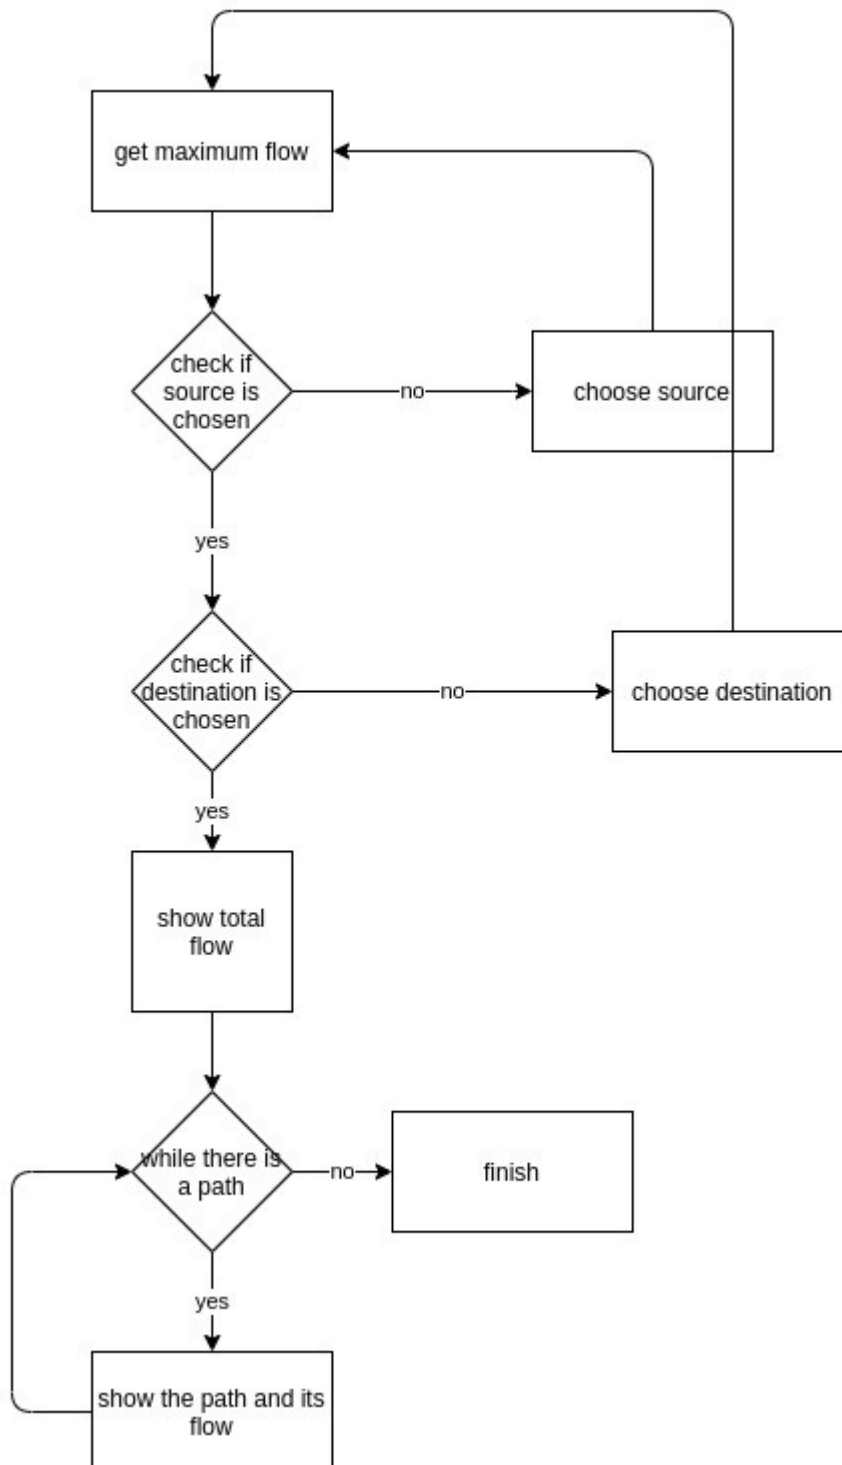 get maximum flow
check if
source is
chosen
no
choose source
yes
check if
destination is
chosen
no
choose destination
yes
show total
flow
while there is
a path
no
finish
yes
show the path and its
flow